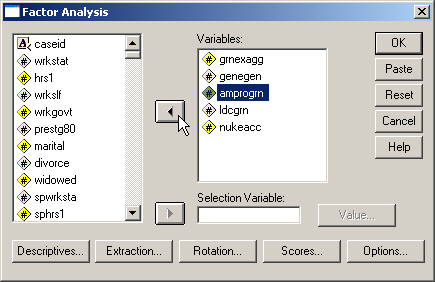 Factor Analysis
caseid
wrkstat
hrs1
wrkslf
wrkgovt
prestg80
marital
divorce
widowed
spwrksta
sphrs1
Variables:
grnexagg
genegen
amprogrn
ldcgrn
nukeacc
Selection Variable:
Value...
OK
Paste
Reset
Cancel
Help
Descriptives...
Extraction...
Rotation...
Scores...
Options...